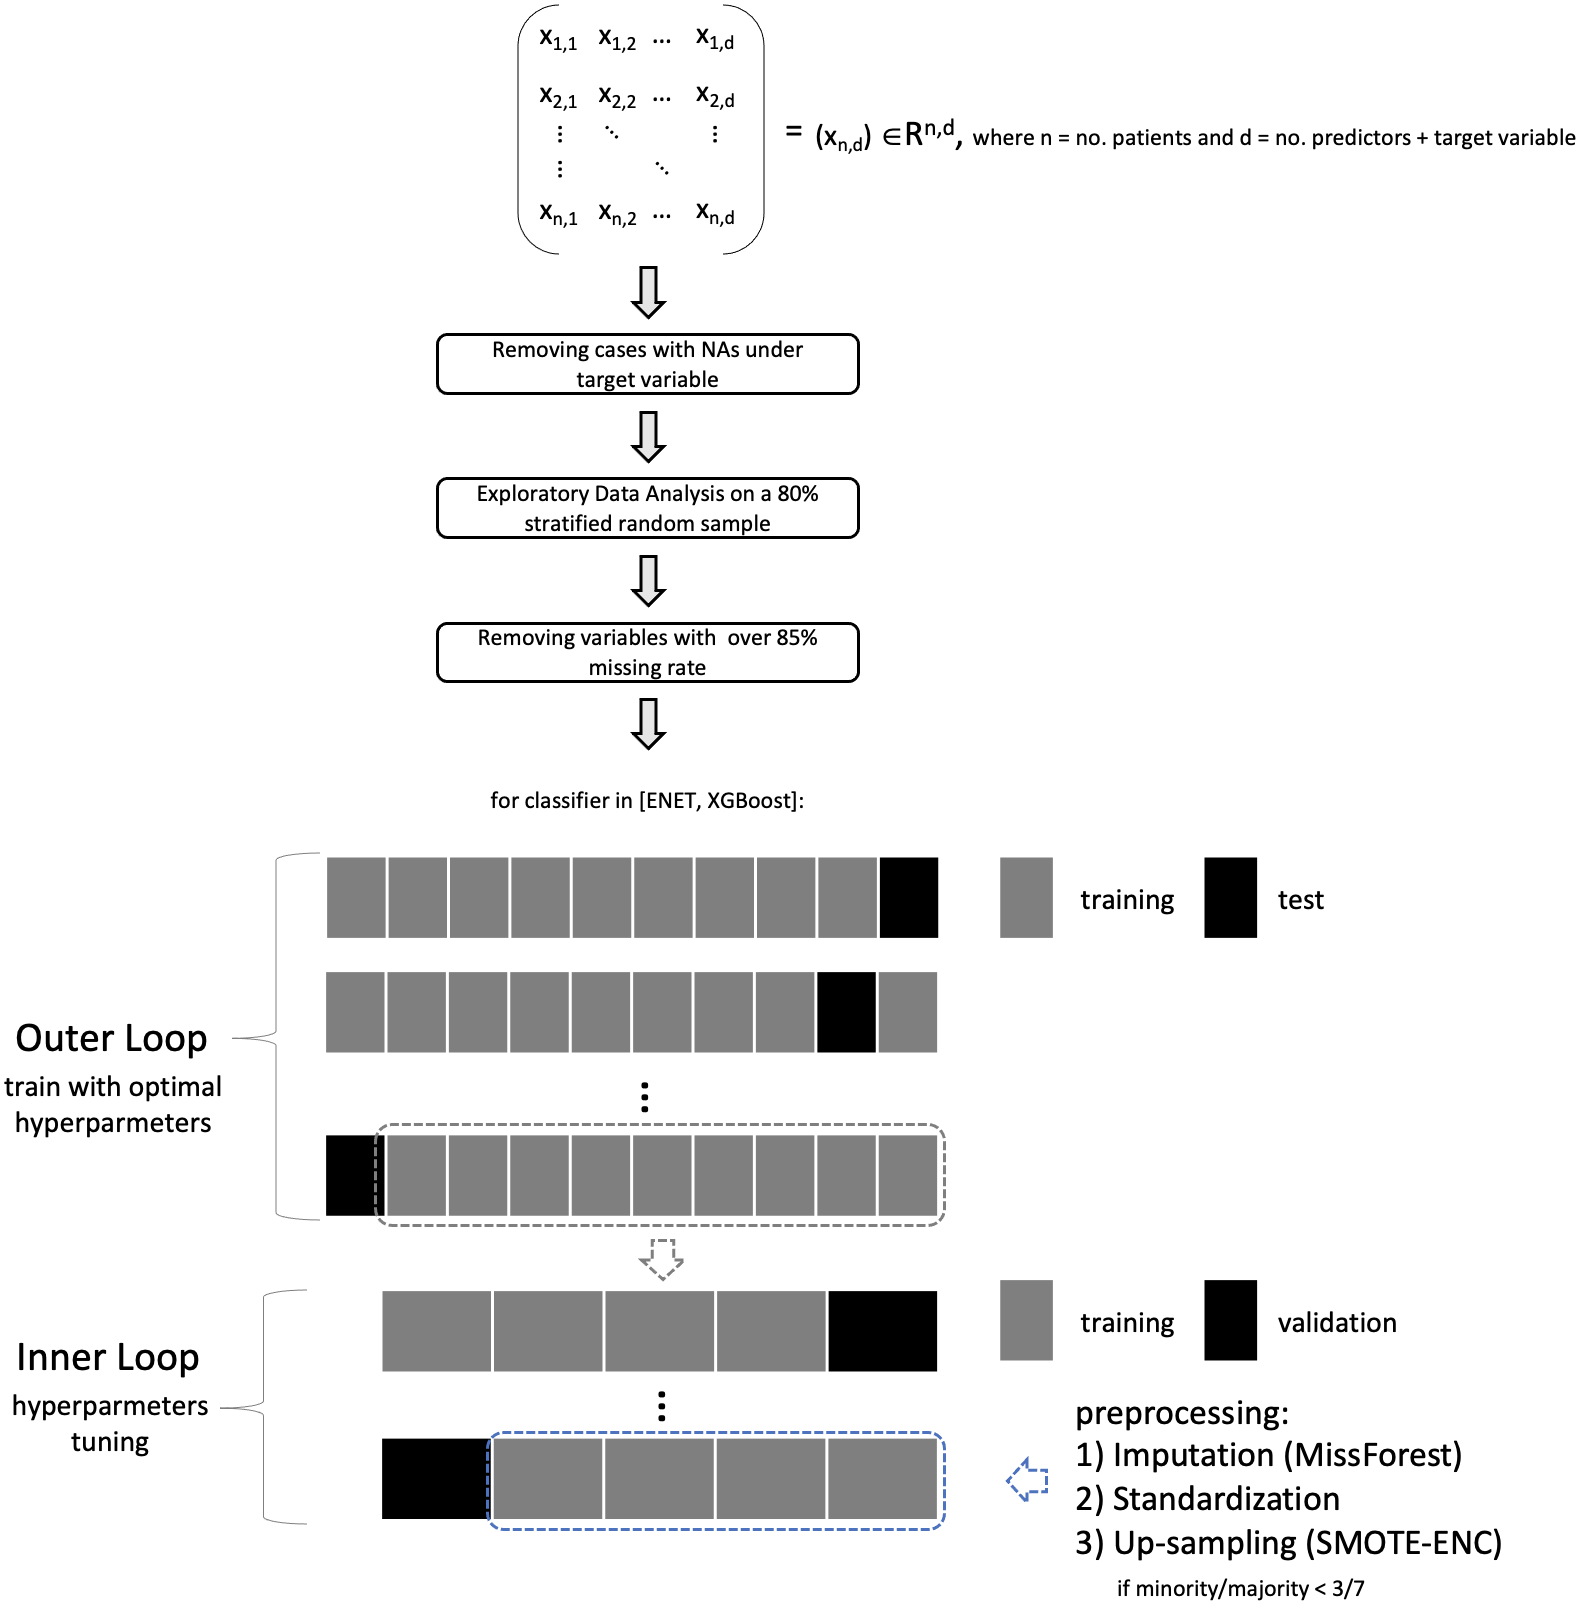 x1,1 x1,2 ... x1,d
x2,1 x2,2 ... x2,d
⋮ ⋱ ⋮
⋮ ⋱
xn,1 xn,2 ... xn,d
= (xn,d) ∈Rn,d, where n = no. patients and d = no. predictors + target variable
Removing cases with NAs under
target variable
Exploratory Data Analysis on a 80%
stratified random sample
Removing variables with over 85%
missing rate
for classifier in [ENET, XGBoost]:
training test
Outer Loop
train with optimal
hyperparmeters
⋮
training validation
Inner Loop
hyperparmeters
tuning
⋮
preprocessing:
1) Imputation (MissForest)
2) Standardization
3) Up-sampling (SMOTE-ENC)
if minority/majority < 3/7